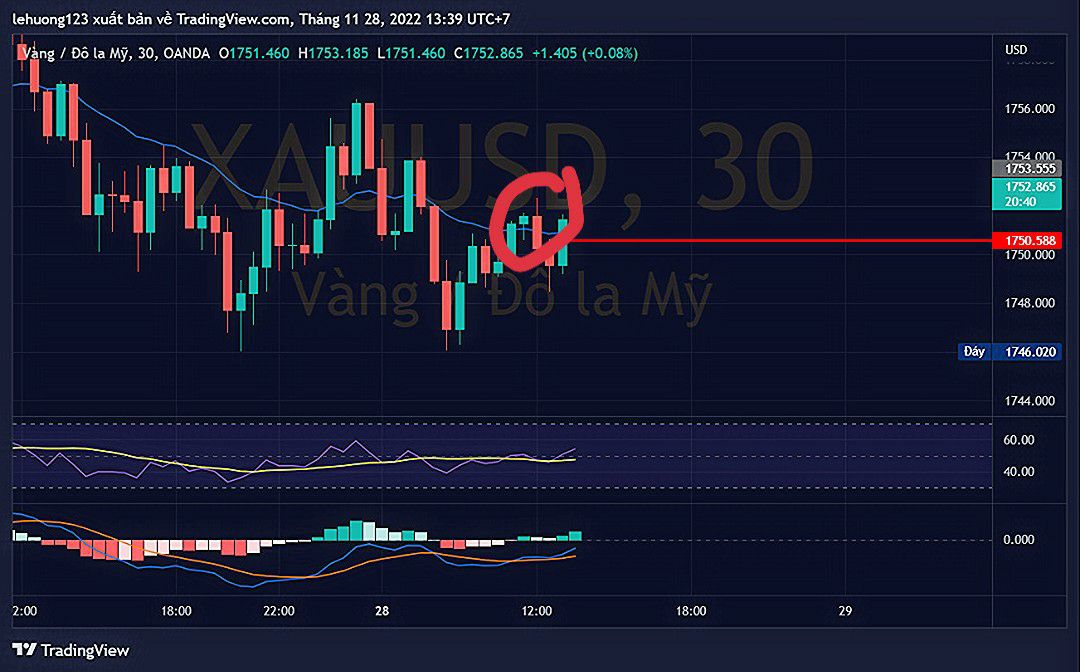 lehuong123 xuất bản về TradingView.com, Tháng 11 28, 2022 13:39 UTC+7
Vàng / Đô la Mỹ, 30, OANDA O1751.460 H1753.185 L1751.460 C1752.865 +1.405 (+0.08%)
USD
1756.000
XAUUSD, 30
1754.000
1753.555
1752.865
20:40
1750.588
1750.000
Vàng / Đô la Mỹ
1748.000
Đáy 1746.020
1744.000
60.00
40.00
0.000
2:00 18:00 22:00 28 12:00 18:00 29
TradingView